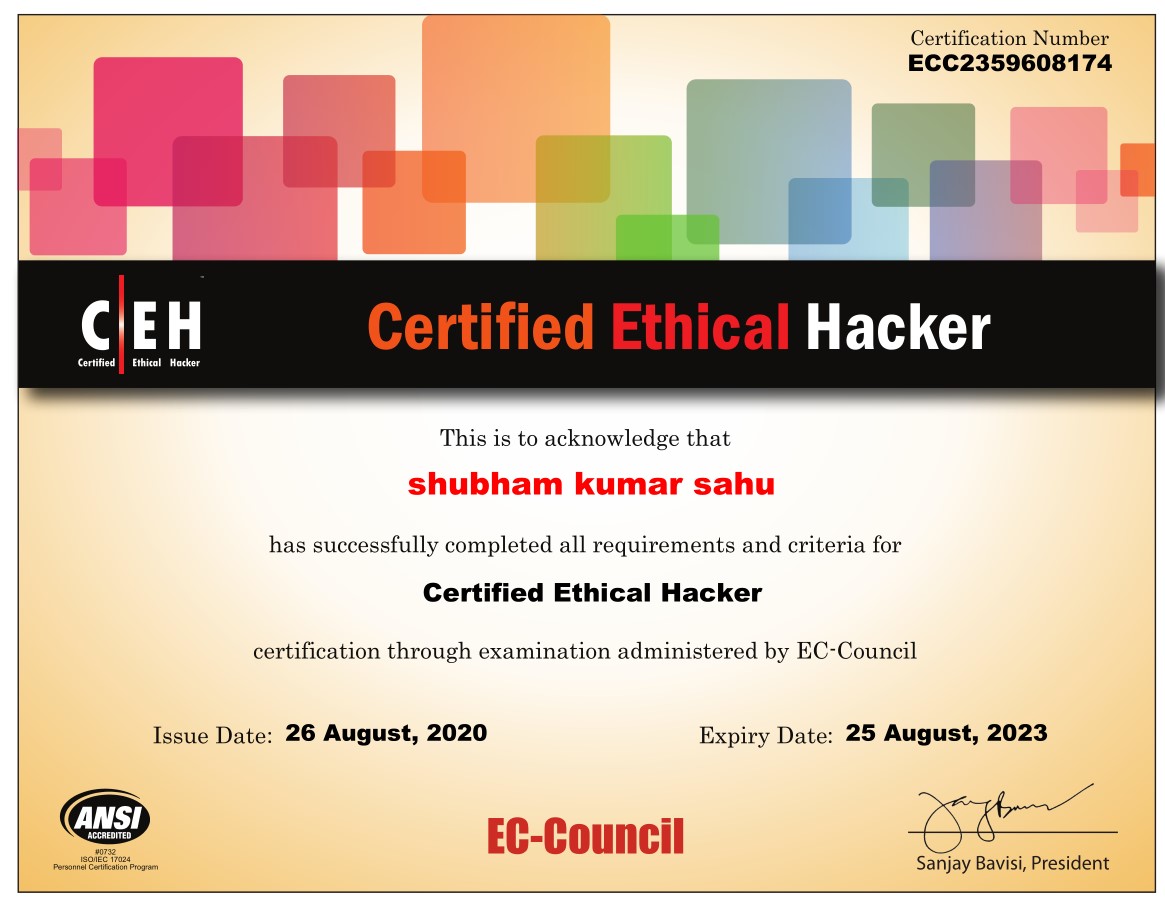 Certification Number
ECC2359608174
C EH
™
Certified Ethical Hacker
Certified Ethical Hacker
This is to acknowledge that
shubham kumar sahu
has successfully completed all requirements and criteria for
Certified Ethical Hacker
certification through examination administered by EC-Council
Issue Date: 26 August, 2020
Expiry Date: 25 August, 2023
ANSI
ACCREDITED
#0732
ISO/IEC 17024
Personnel Certification Program
EC-Council
Sanjay Bavisi, President